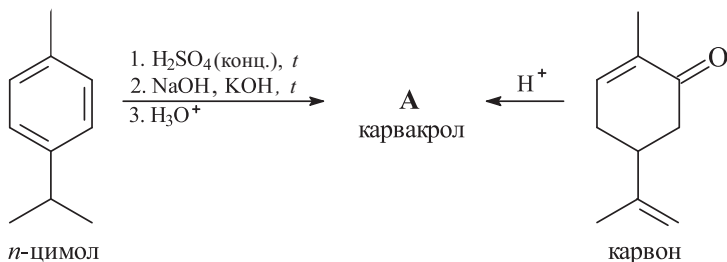 1. H₂SO₄(конц.), t
2. NaOH, KOH, t
3. H₃O⁺
A
карвакрол
H⁺
O
n-цимол
карвон